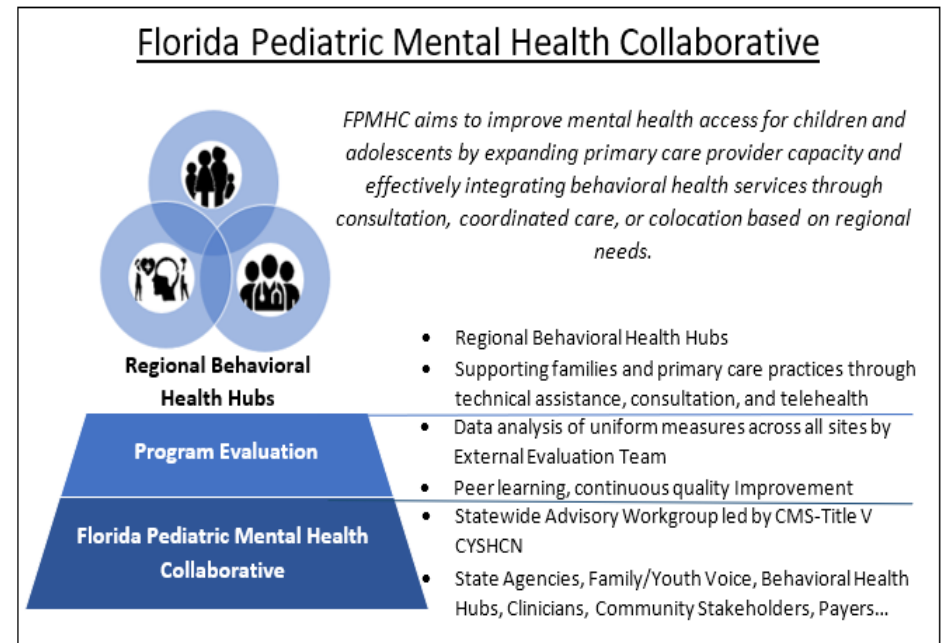 Florida Pediatric Mental Health Collaborative
FPMHC aims to improve mental health access for children and
adolescents by expanding primary care provider capacity and
effectively integrating behavioral health services through
consultation, coordinated care, or colocation based on regional
needs.
Regional Behavioral
Health Hubs
• Regional Behavioral Health Hubs
• Supporting families and primary care practices through
technical assistance, consultation, and telehealth
Program Evaluation
• Data analysis of uniform measures across all sites by
External Evaluation Team
• Peer learning, continuous quality Improvement
Florida Pediatric Mental Health
Collaborative
• Statewide Advisory Workgroup led by CMS-Title V
CYSHCN
• State Agencies, Family/Youth Voice, Behavioral Health
Hubs, Clinicians, Community Stakeholders, Payers...